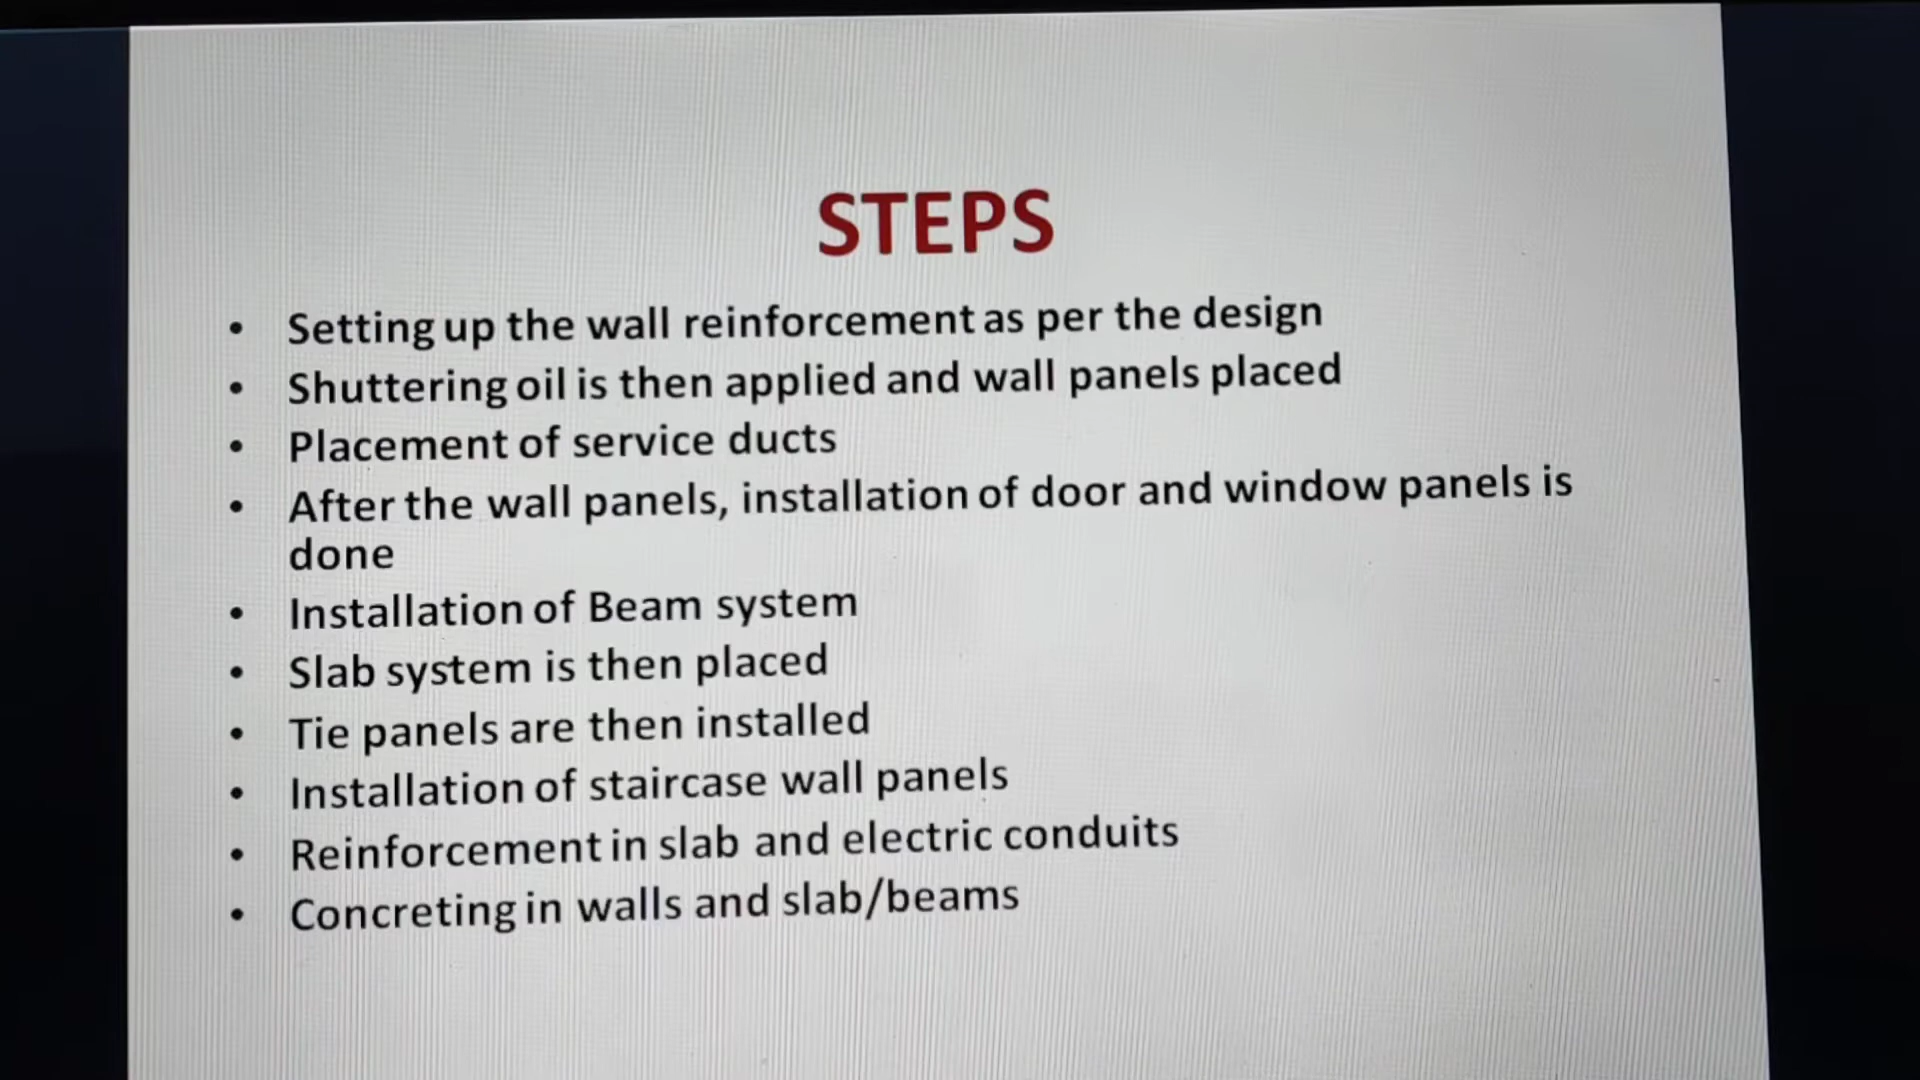 STEPS
• Setting up the wall reinforcement as per the design
• Shuttering oil is then applied and wall panels placed
• Placement of service ducts
• After the wall panels, installation of door and window panels is
done
• Installation of Beam system
• Slab system is then placed
• Tie panels are then installed
• Installation of staircase wall panels
• Reinforcement in slab and electric conduits
• Concreting in walls and slab/beams